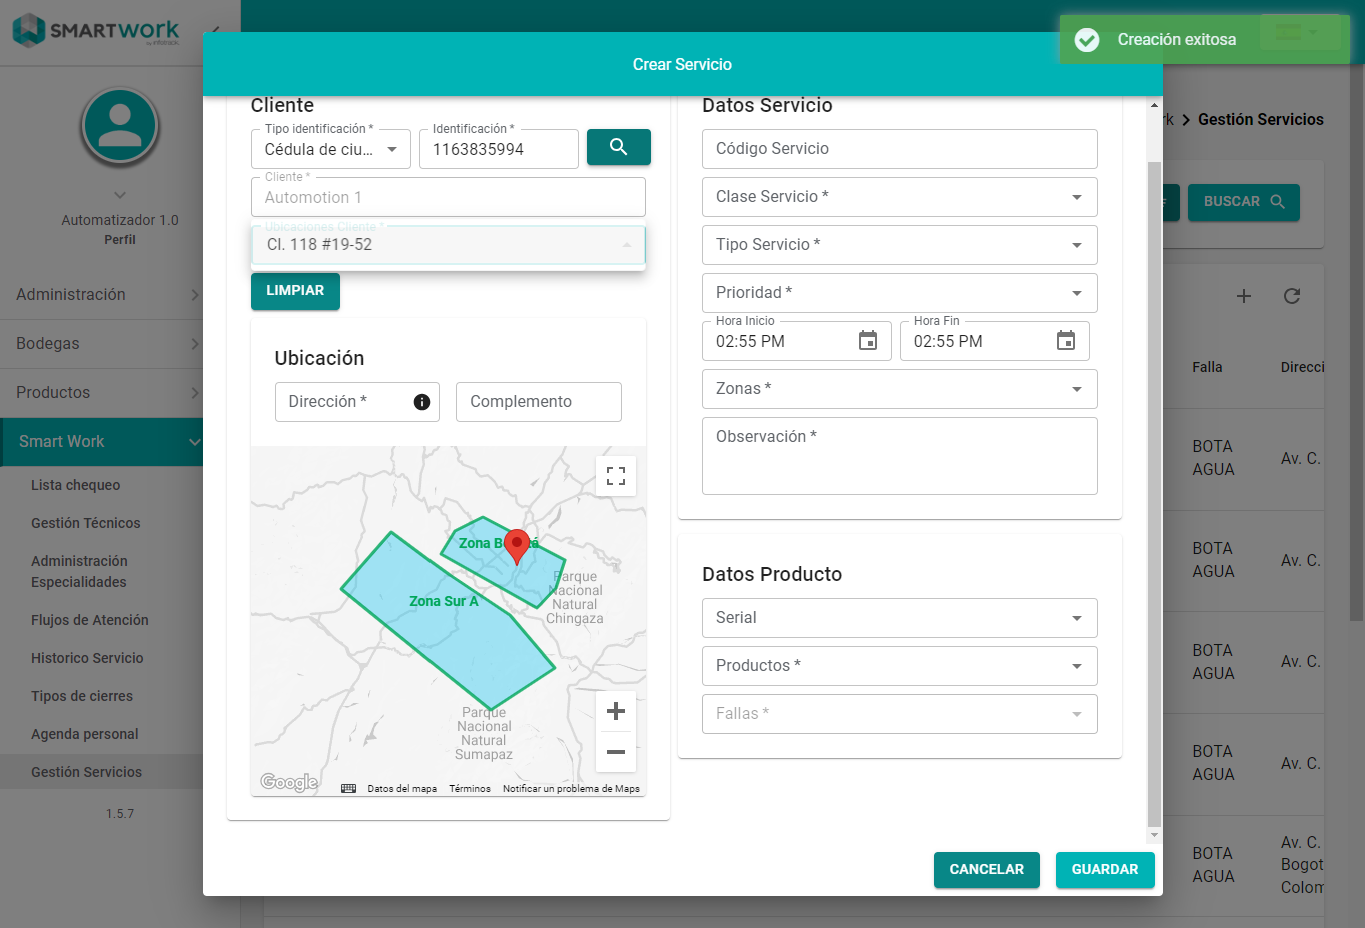 SMARTWORK
by infotrack
Creación exitosa
Crear Servicio
rk > Gestión Servicios
Automatizador 1.0
Perfil
Administración
Bodegas
Productos
Smart Work
Lista chequeo
Gestión Técnicos
Administración
Especialidades
Flujos de Atención
Historico Servicio
Tipos de cierres
Agenda personal
Gestión Servicios
1.5.7
Cliente
Tipo identificación *
Cédula de ciu...
Identificación *
1163835994
Cliente *
Automotion 1
Ubicaciones Cliente *
Cl. 118 #19-52
LIMPIAR
Ubicación
Dirección *
Complemento
Zona B
Zona Sur A
Parque
Nacional
Natural
Chingaza
Parque
Nacional
Natural
Sumapaz
Google
Datos del mapa
Términos
Notificar un problema de Maps
Datos Servicio
Código Servicio
Clase Servicio *
Tipo Servicio *
Prioridad *
Hora Inicio
02:55 PM
Hora Fin
02:55 PM
Zonas *
Observación *
Datos Producto
Serial
Productos *
Fallas *
CANCELAR
GUARDAR
BUSCAR
Falla
Direcci
BOTA
AGUA
Av. C.
BOTA
AGUA
Av. C.
BOTA
AGUA
Av. C.
BOTA
AGUA
Av. C.
BOTA
AGUA
Av. C.
Bogot
Colom